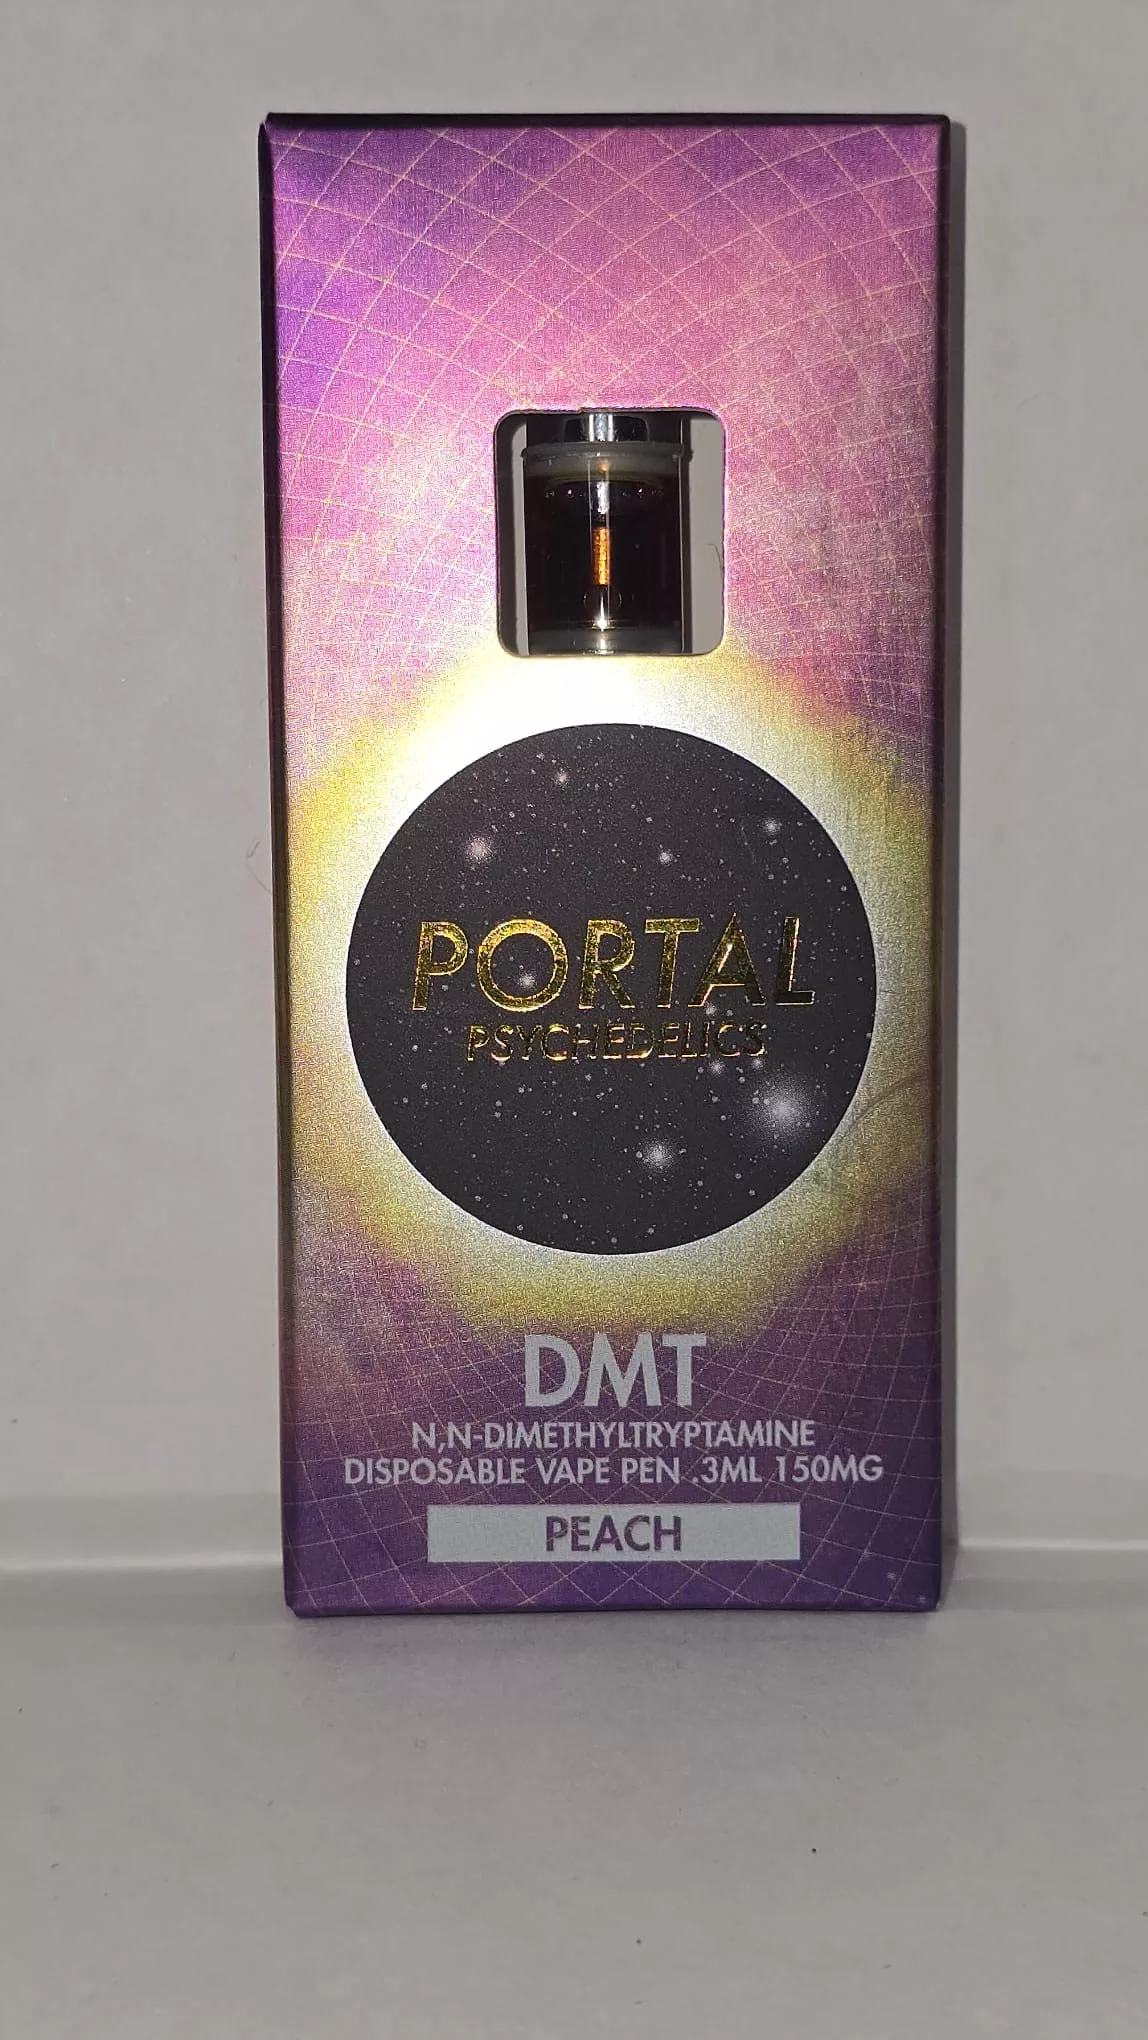 PORTAL
PSYCHEDELICS
DMT
N,N-DIMETHYLTRYPTAMINE
DISPOSABLE VAPE PEN .3ML 150MG
PEACH